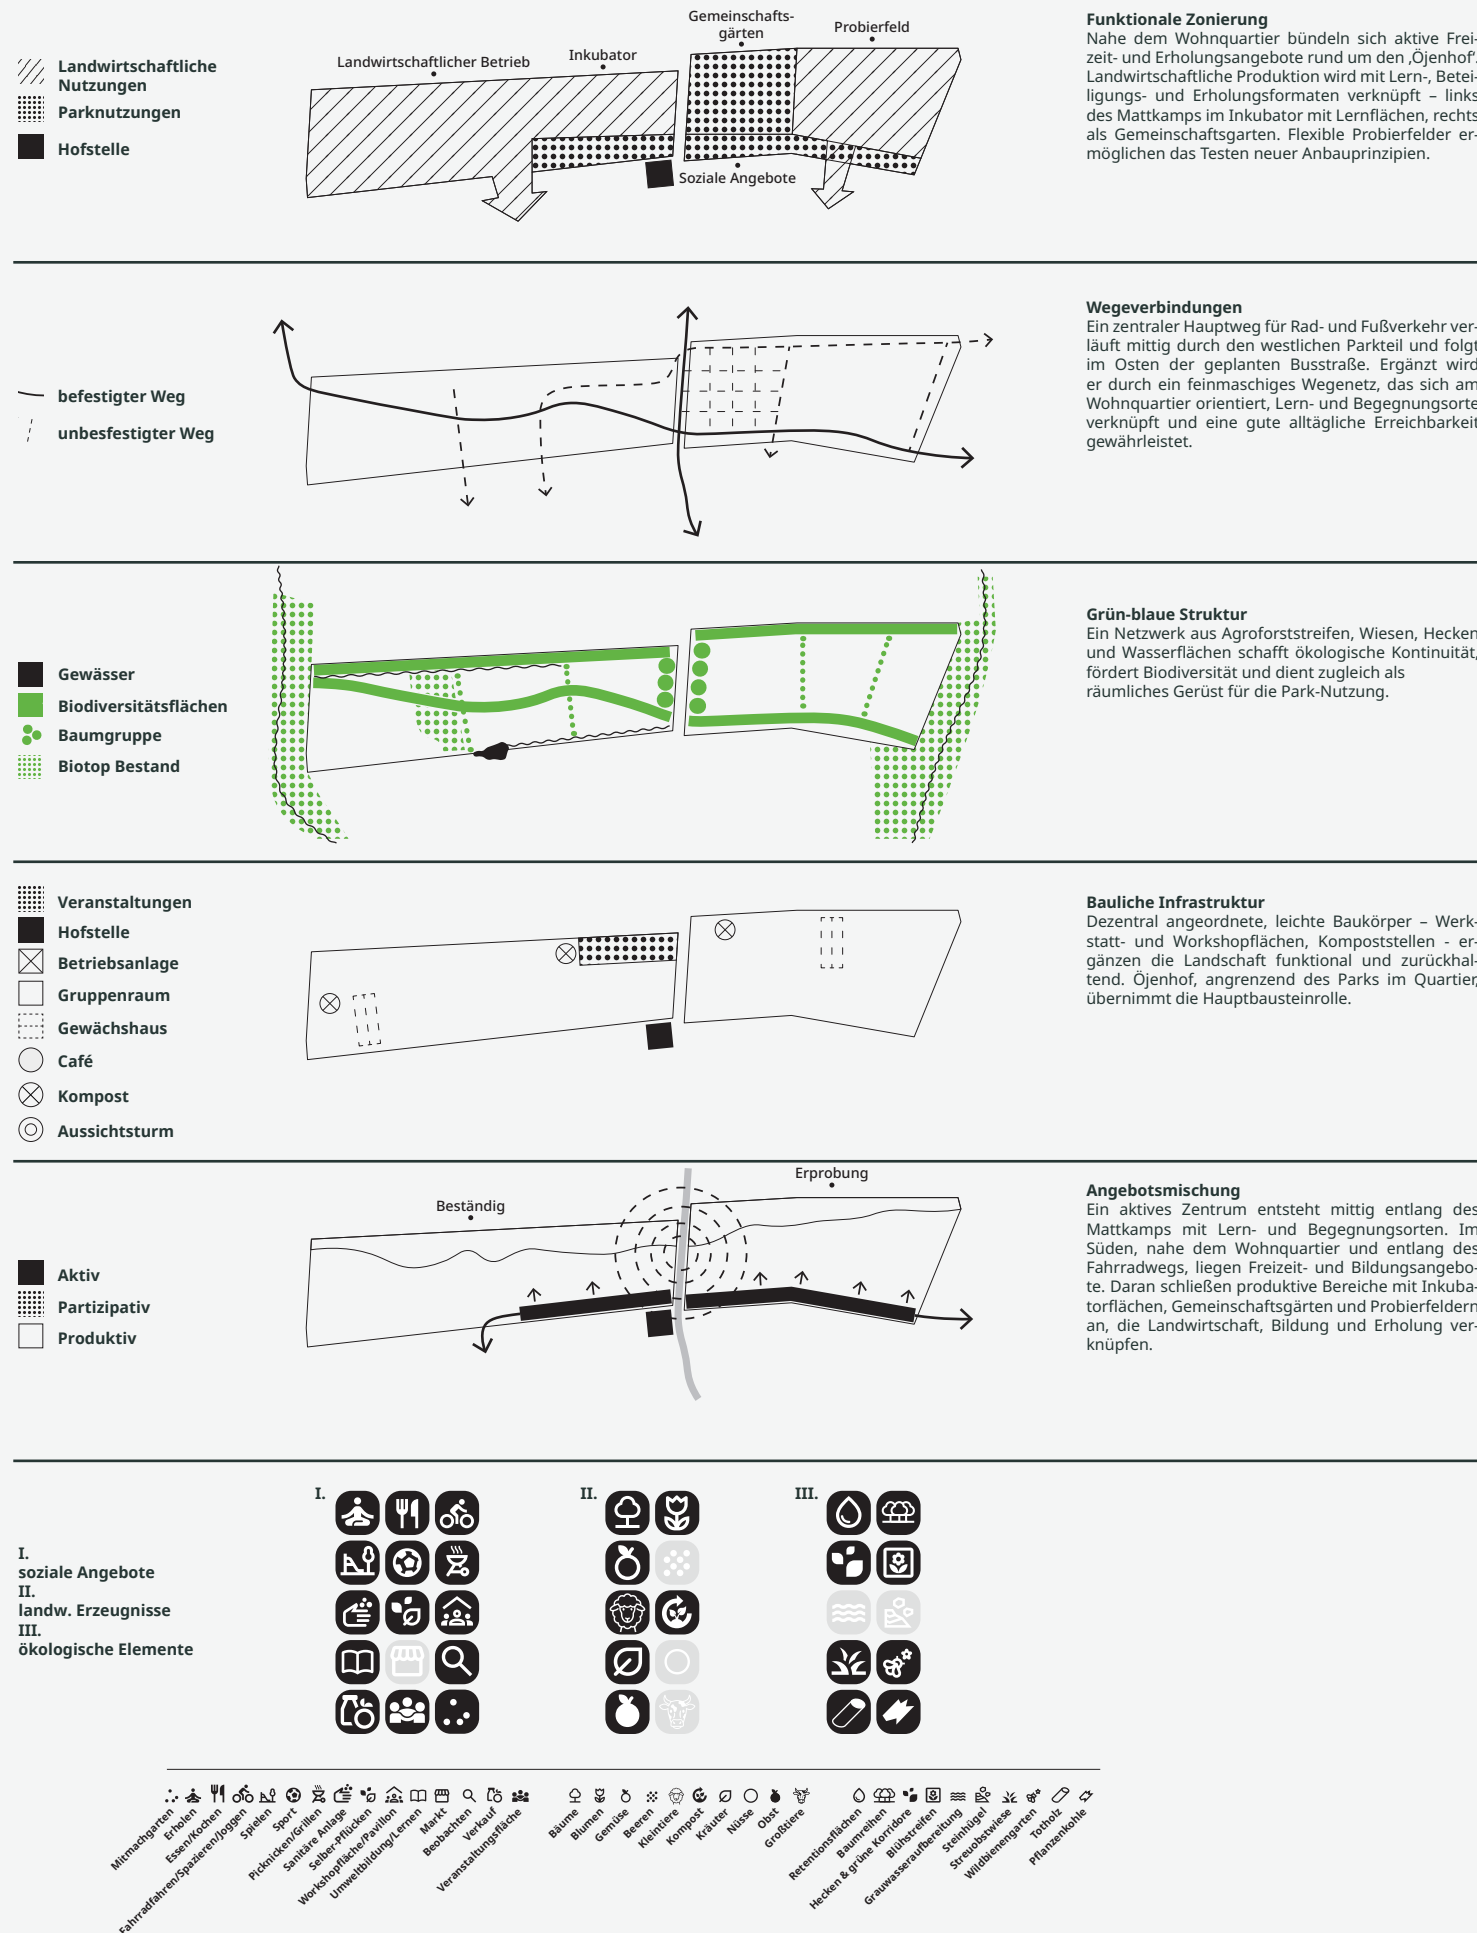 Landwirtschaftliche
Nutzungen
Parknutzungen
Hofstelle
Landwirtschaftlicher Betrieb
Inkubator
Gemeinschafts-
gärten
Probierfeld
Soziale Angebote
Funktionale Zonierung
Nahe dem Wohnquartier bündeln sich aktive Frei-
zeit- und Erholungsangebote rund um den ‚Öjenhof‘.
Landwirtschaftliche Produktion wird mit Lern-, Betei-
ligungs- und Erholungsformaten verknüpft – links
des Mattkamps im Inkubator mit Lernflächen, rechts
als Gemeinschaftsgarten. Flexible Probierfelder er-
möglichen das Testen neuer Anbauprinzipien.
befestigter Weg
unbesfestigter Weg
Wegeverbindungen
Ein zentraler Hauptweg für Rad- und Fußverkehr ver-
läuft mittig durch den westlichen Parkteil und folgt
im Osten der geplanten Busstraße. Ergänzt wird
er durch ein feinmaschiges Wegenetz, das sich am
Wohnquartier orientiert, Lern- und Begegnungsorte
verknüpft und eine gute alltägliche Erreichbarkeit
gewährleistet.
Gewässer
Biodiversitätsflächen
Baumgruppe
Biotop Bestand
Grün-blaue Struktur
Ein Netzwerk aus Agroforststreifen, Wiesen, Hecken
und Wasserflächen schafft ökologische Kontinuität,
fördert Biodiversität und dient zugleich als
räumliches Gerüst für die Park-Nutzung.
Veranstaltungen
Hofstelle
Betriebsanlage
Gruppenraum
Gewächshaus
Café
Kompost
Aussichtsturm
Bauliche Infrastruktur
Dezentral angeordnete, leichte Baukörper – Werk-
statt- und Workshopflächen, Kompoststellen - er-
gänzen die Landschaft funktional und zurückhal-
tend. Öjenhof, angrenzend des Parks im Quartier,
übernimmt die Hauptbausteinrolle.
Aktiv
Partizipativ
Produktiv
Beständig
Erprobung
Angebotsmischung
Ein aktives Zentrum entsteht mittig entlang des
Mattkamps mit Lern- und Begegnungsorten. Im
Süden, nahe dem Wohnquartier und entlang des
Fahrradwegs, liegen Freizeit- und Bildungsangebo-
te. Daran schließen produktive Bereiche mit Inkuba-
torflächen, Gemeinschaftsgärten und Probierfeldern
an, die Landwirtschaft, Bildung und Erholung ver-
knüpfen.
I.
soziale Angebote
II.
landw. Erzeugnisse
III.
ökologische Elemente
I.
II.
III.
Mitmachgarten
Erholen
Essen/Kochen
Fahrradfahren/Spazieren/Joggen
Spielen
Sport
Picknicken/Grillen
Sanitäre Anlage
Selber-Pflücken
Workshopfläche/Pavillon
Umweltbildung/Lernen
Markt
Beobachten
Verkauf
Veranstaltungsfläche
Bäume
Blumen
Gemüse
Beeren
Kleintiere
Kompost
Kräuter
Nüsse
Obst
Großtiere
Retentionsflächen
Baumreihen
Hecken & grüne Korridore
Blühstreifen
Grauwasseraufbereitung
Steinhügel
Streuobstwiese
Wildbienengarten
Totholz
Pflanzenkohle